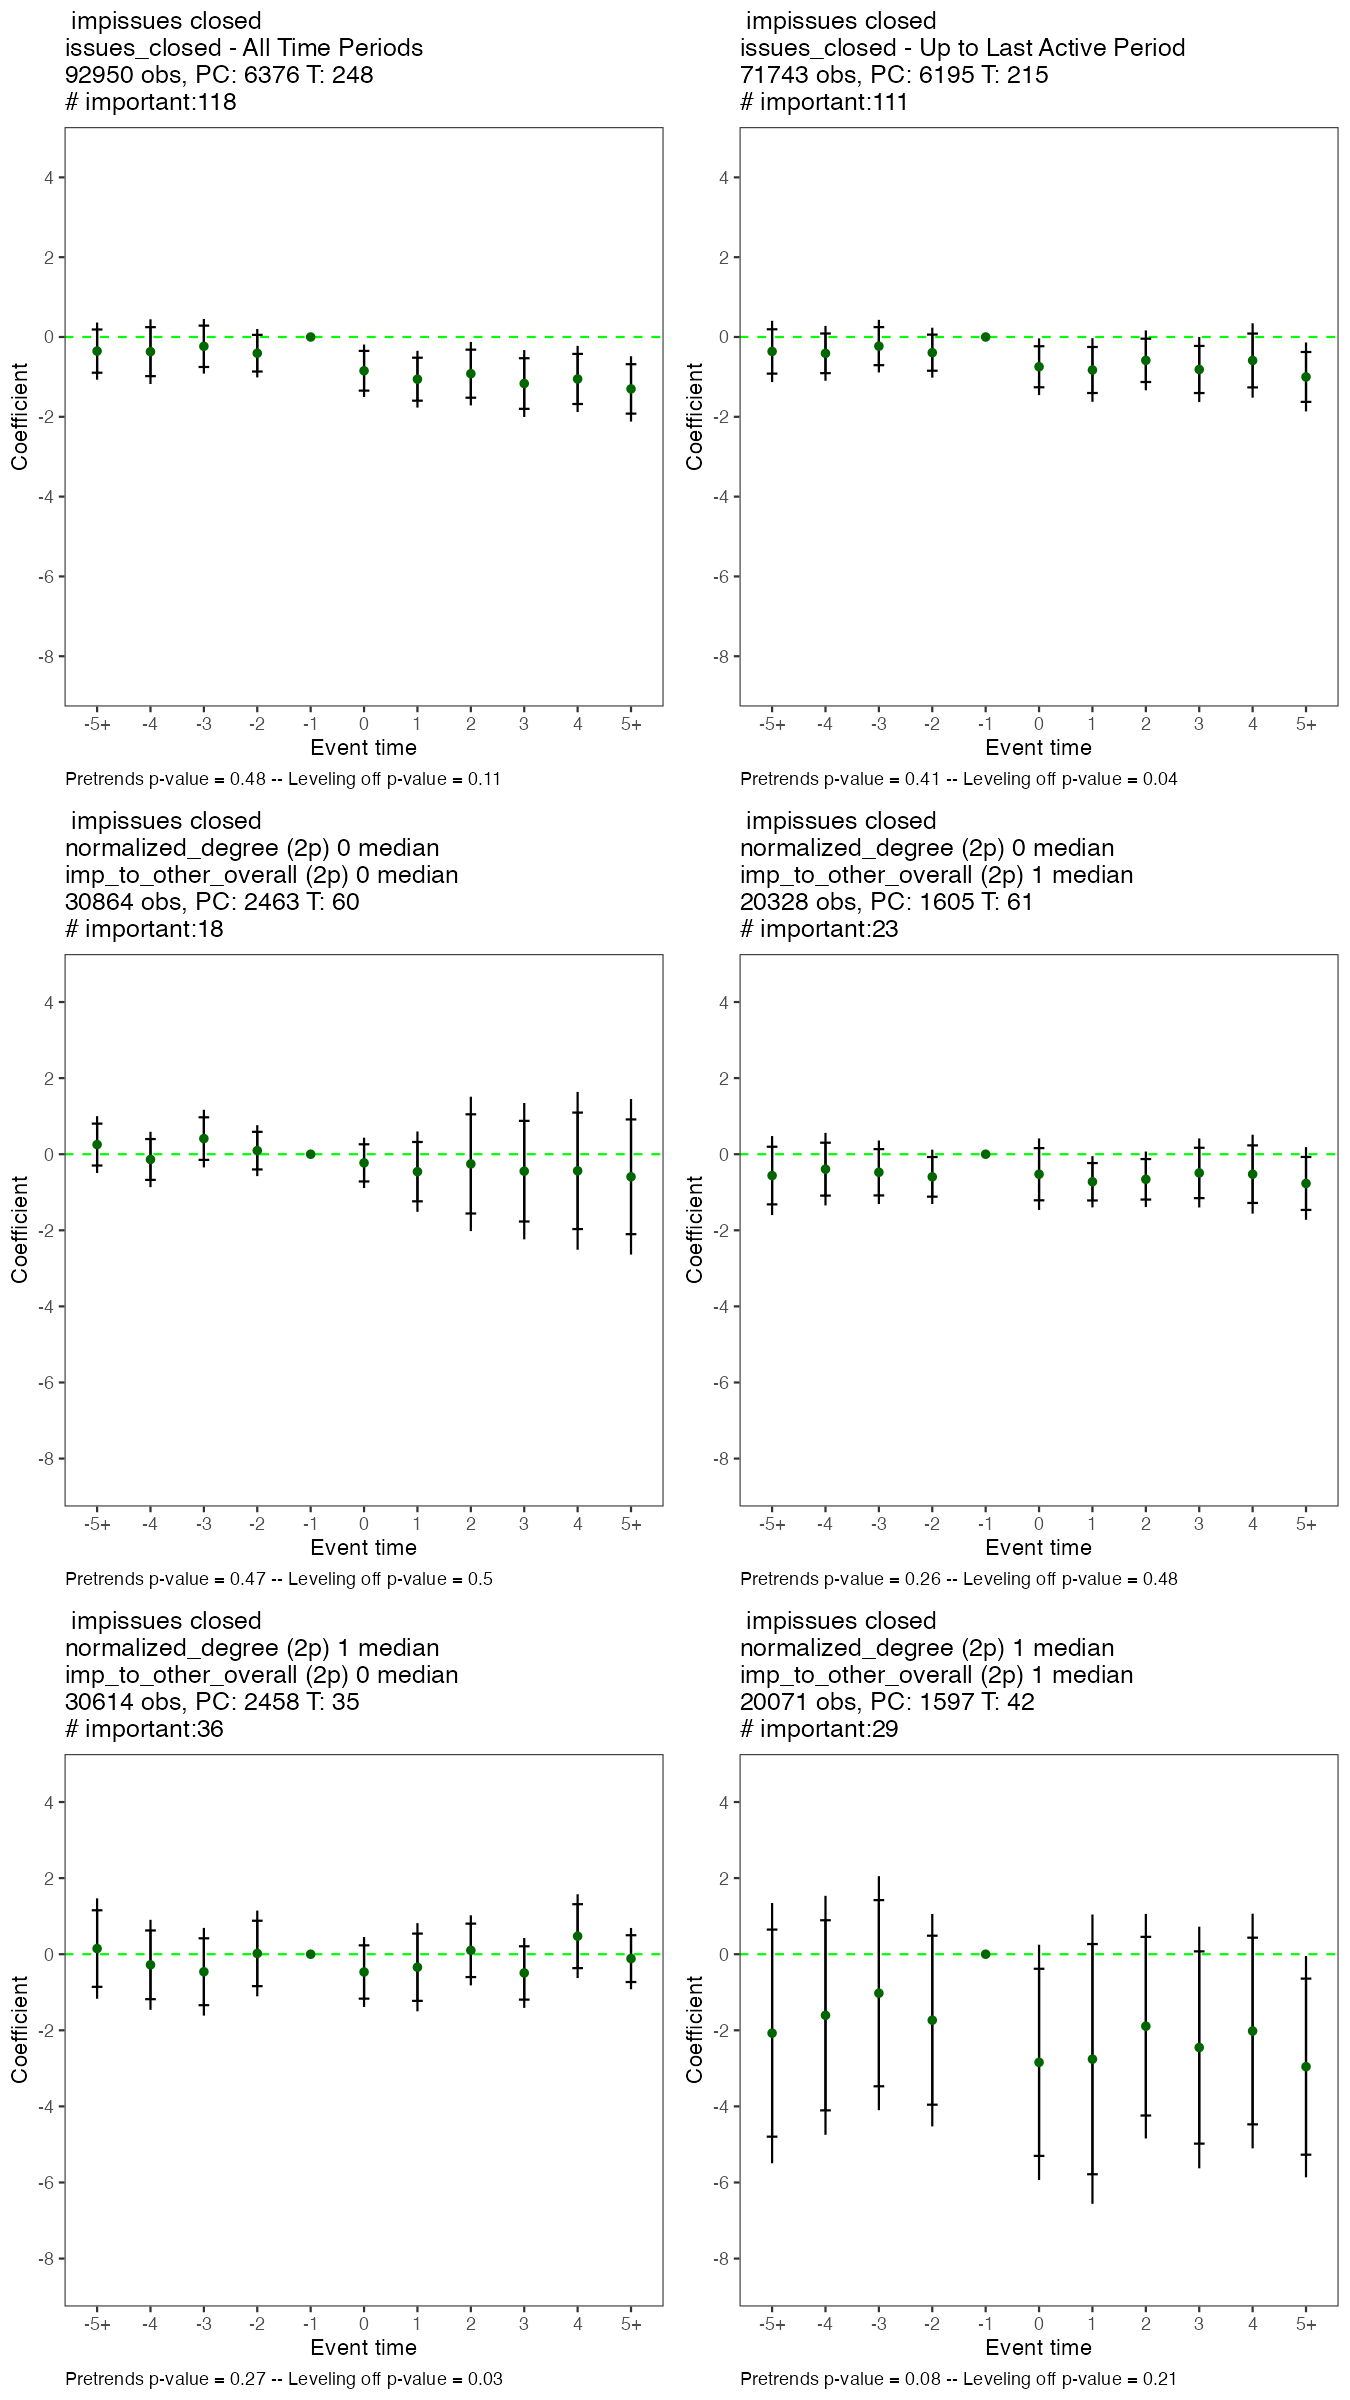 impissues closed
issues_closed - All Time Periods
92950 obs, PC: 6376 T: 248
# important:118
4
2
0
-2
-4
-6
-8
Coefficient
-5+ -4 -3 -2 -1 0 1 2 3 4 5+
Event time
Pretrends p-value = 0.48 -- Leveling off p-value = 0.11
impissues closed
issues_closed - Up to Last Active Period
71743 obs, PC: 6195 T: 215
# important:111
4
2
0
-2
-4
-6
-8
Coefficient
-5+ -4 -3 -2 -1 0 1 2 3 4 5+
Event time
Pretrends p-value = 0.41 -- Leveling off p-value = 0.04
impissues closed
normalized_degree (2p) 0 median
imp_to_other_overall (2p) 0 median
30864 obs, PC: 2463 T: 60
# important:18
4
2
0
-2
-4
-6
-8
Coefficient
-5+ -4 -3 -2 -1 0 1 2 3 4 5+
Event time
Pretrends p-value = 0.47 -- Leveling off p-value = 0.5
impissues closed
normalized_degree (2p) 0 median
imp_to_other_overall (2p) 1 median
20328 obs, PC: 1605 T: 61
# important:23
4
2
0
-2
-4
-6
-8
Coefficient
-5+ -4 -3 -2 -1 0 1 2 3 4 5+
Event time
Pretrends p-value = 0.26 -- Leveling off p-value = 0.48
impissues closed
normalized_degree (2p) 1 median
imp_to_other_overall (2p) 0 median
30614 obs, PC: 2458 T: 35
# important:36
4
2
0
-2
-4
-6
-8
Coefficient
-5+ -4 -3 -2 -1 0 1 2 3 4 5+
Event time
Pretrends p-value = 0.27 -- Leveling off p-value = 0.03
impissues closed
normalized_degree (2p) 1 median
imp_to_other_overall (2p) 1 median
20071 obs, PC: 1597 T: 42
# important:29
4
2
0
-2
-4
-6
-8
Coefficient
-5+ -4 -3 -2 -1 0 1 2 3 4 5+
Event time
Pretrends p-value = 0.08 -- Leveling off p-value = 0.21